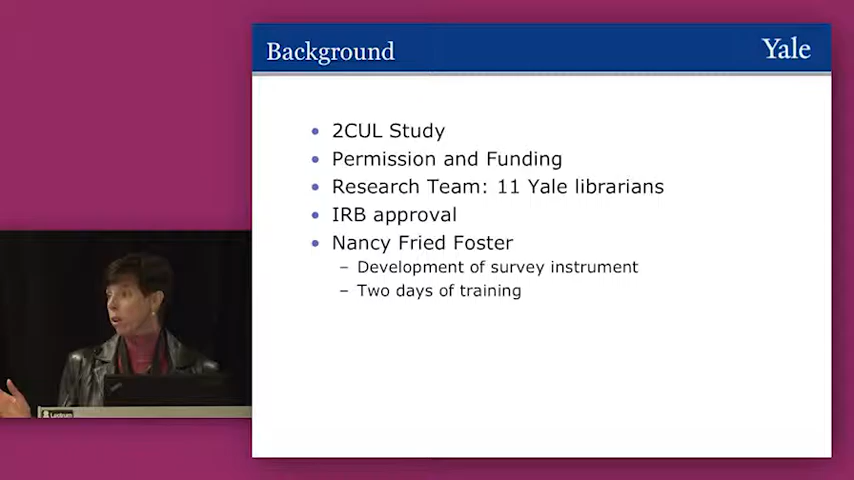 Background
Yale
• 2CUL Study
• Permission and Funding
• Research Team: 11 Yale librarians
• IRB approval
• Nancy Fried Foster
– Development of survey instrument
– Two days of training
Lectrum